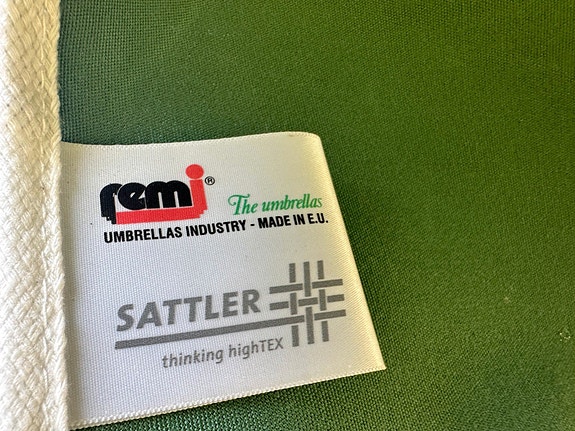 remi®
The umbrellas
UMBRELLAS INDUSTRY - MADE IN E.U.
SATTLER
thinking highTEX